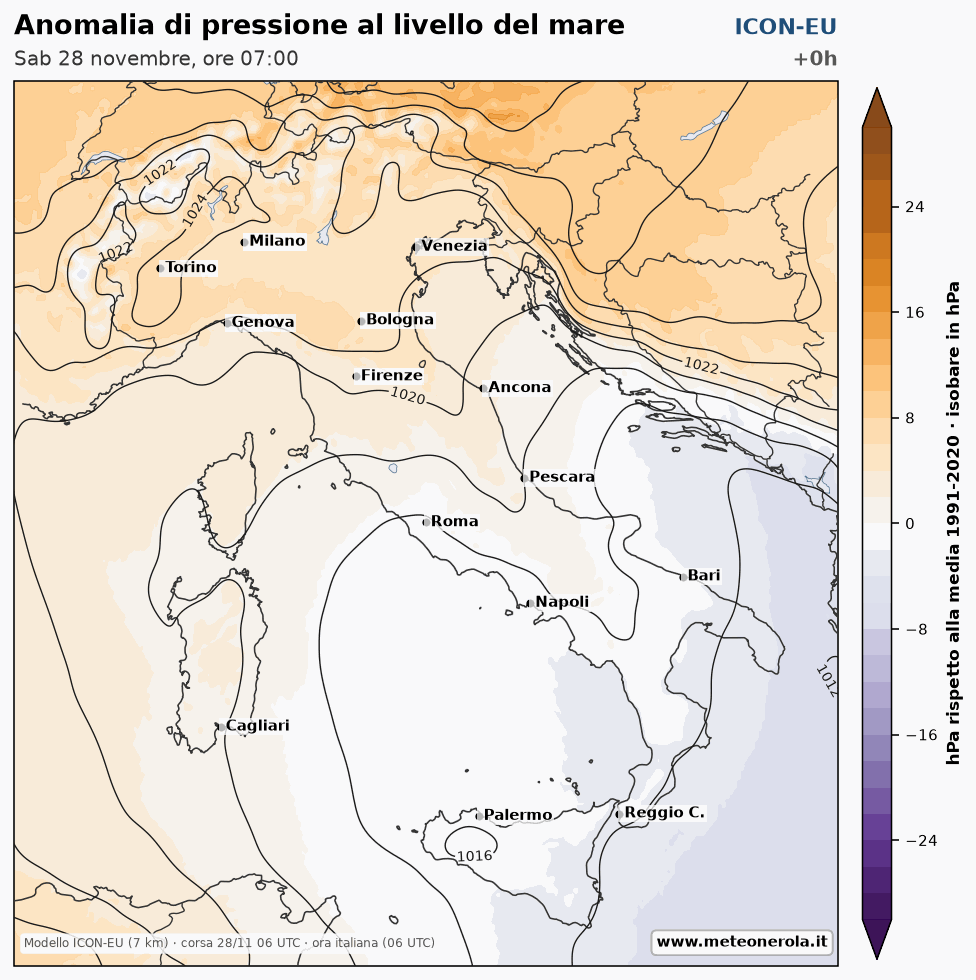 Anomalia di pressione al livello del mare
ICON-EU
Sab 28 novembre, ore 07:00
+0h
1022
1024
1022
Milano
Venezia
Torino
Genova
Bologna
1022
Firenze
1020
Ancona
Pescara
Roma
Bari
Napoli
1012
Cagliari
Palermo
Reggio C.
1016
Modello ICON-EU (7 km) · corsa 28/11 06 UTC · ora italiana (06 UTC)
www.meteonerola.it
24
16
8
0
−8
−16
−24
hPa rispetto alla media 1991-2020 · isobare in hPa